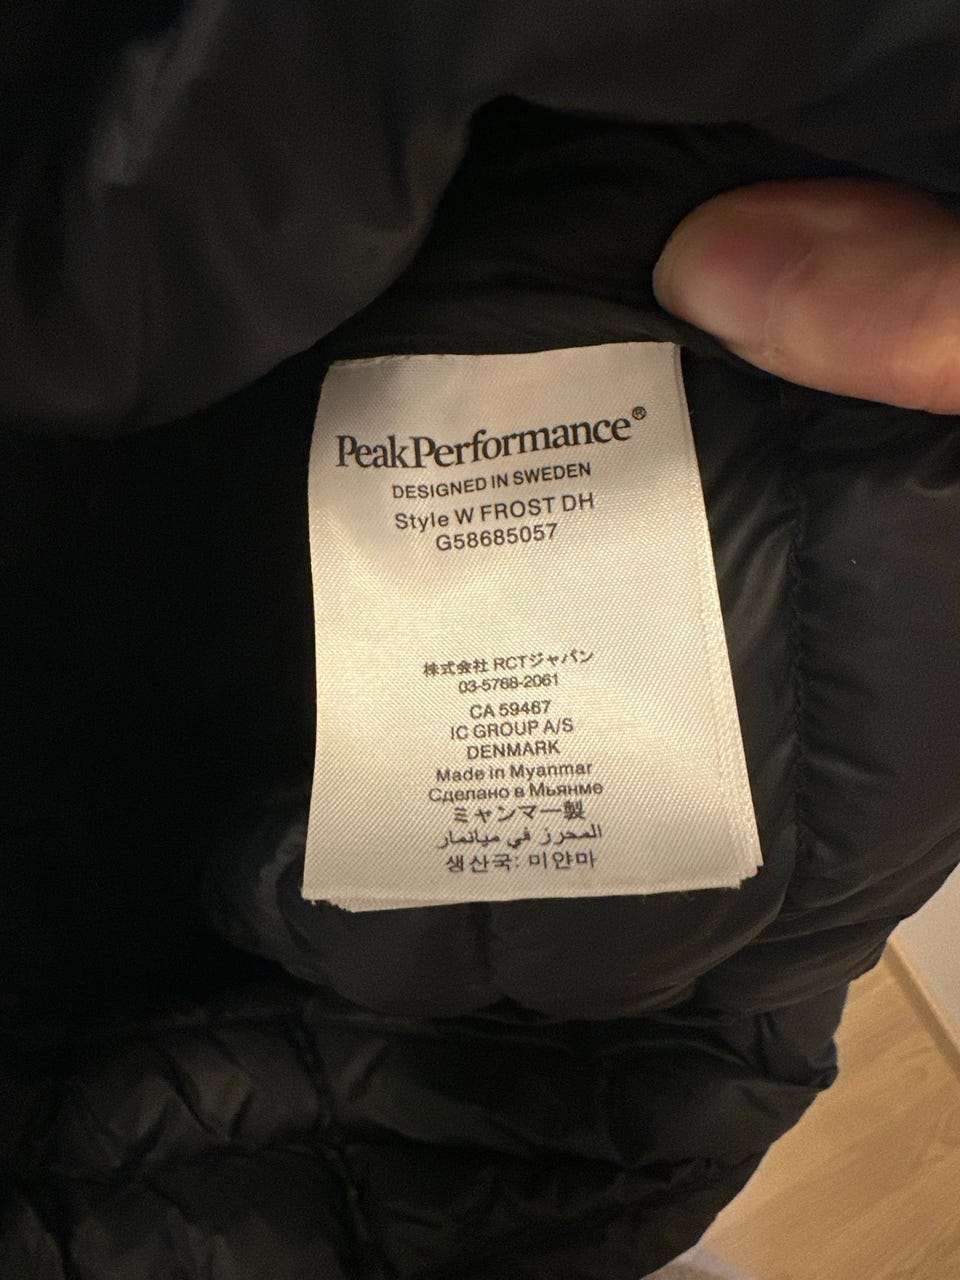 PeakPerformance®
DESIGNED IN SWEDEN
Style W FROST DH
G58685057
株式会社 RCTジャパン
03-5768-2061
CA 59467
IC GROUP A/S
DENMARK
Made in Myanmar
Сделано в Мьянме
ミャンマー製
المحرز في ميانمار
생산국: 미얀마